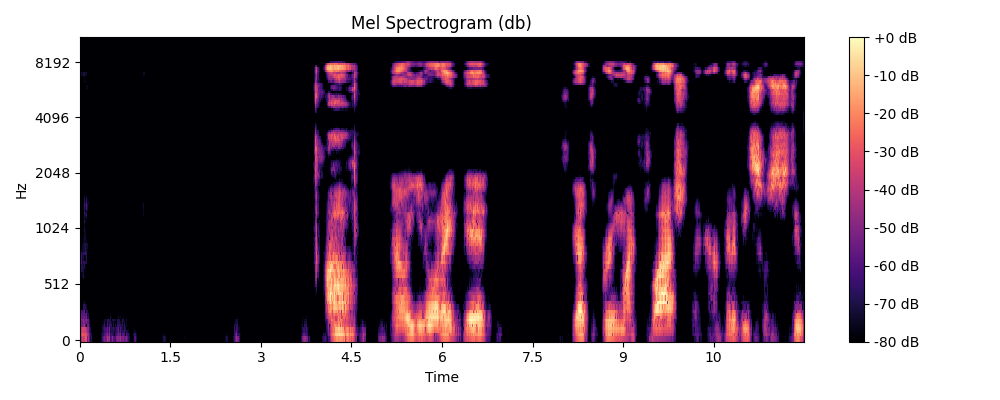 Mel Spectrogram (db)
8192
4096
2048
1024
512
0
Hz
0 1.5 3 4.5 6 7.5 9 10
Time
+0 dB
-10 dB
-20 dB
-30 dB
-40 dB
-50 dB
-60 dB
-70 dB
-80 dB